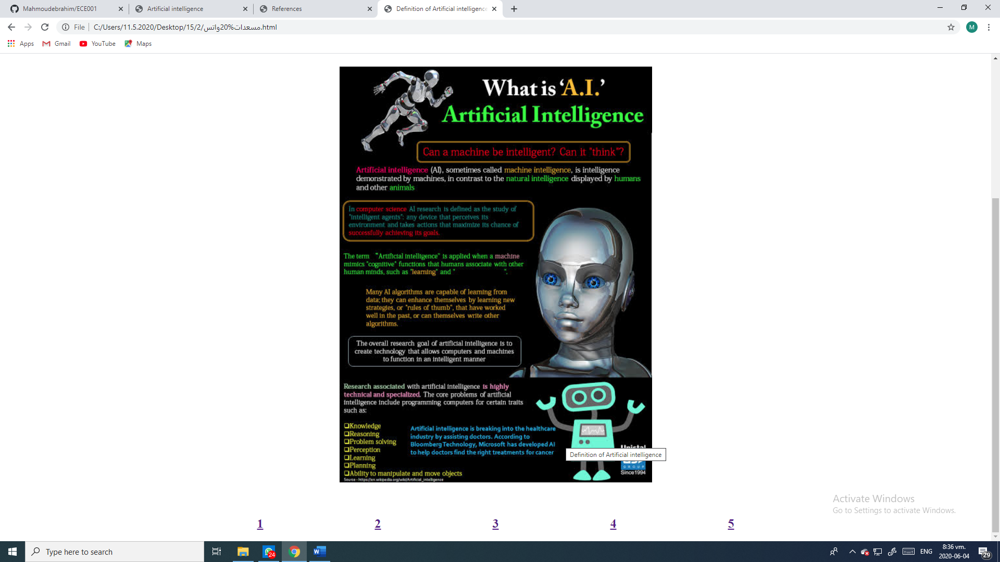 Mahmoudebrahim/ECE001
Artificial intelligence
References
Definition of Artificial intelligence
File
C:/Users/11.5.2020/Desktop/15/2/مسعدات%20واتس.html
M
Apps
Gmail
YouTube
Maps
What is ‘A.I.’
Artificial Intelligence
Can a machine be intelligent? Can it "think"?
Artificial intelligence (AI), sometimes called machine intelligence, is intelligence
demonstrated by machines, in contrast to the natural intelligence displayed by humans
and other animals
In computer science AI research is defined as the study of
"intelligent agents": any device that perceives its
environment and takes actions that maximize its chance of
successfully achieving its goals.
The term “Artificial intelligence" is applied when a machine
mimics "cognitive" functions that humans associate with other
human minds, such as "learning" and " ".
Many AI algorithms are capable of learning from
data; they can enhance themselves by learning new
strategies, or "rules of thumb", that have worked
well in the past, or can themselves write other
algorithms.
The overall research goal of artificial intelligence is to
create technology that allows computers and machines
to function in an intelligent manner
Research associated with artificial intelligence is highly
technical and specialized. The core problems of artificial
intelligence include programming computers for certain traits
such as:
❑Knowledge
❑Reasoning
❑Problem solving
❑Perception
❑Learning
❑Planning
❑Ability to manipulate and move objects
Source - https://en.wikipedia.org/wiki/Artificial_intelligence
Artificial intelligence is breaking into the healthcare
industry by assisting doctors. According to
Bloomberg Technology, Microsoft has developed AI
to help doctors find the right treatments for cancer
Unistal
GROUP
Since1994
Definition of Artificial intelligence
Activate Windows
Go to Settings to activate Windows.
1 2 3 4 5
Type here to search
24
ENG
8:36 vm.
2020-06-04
29